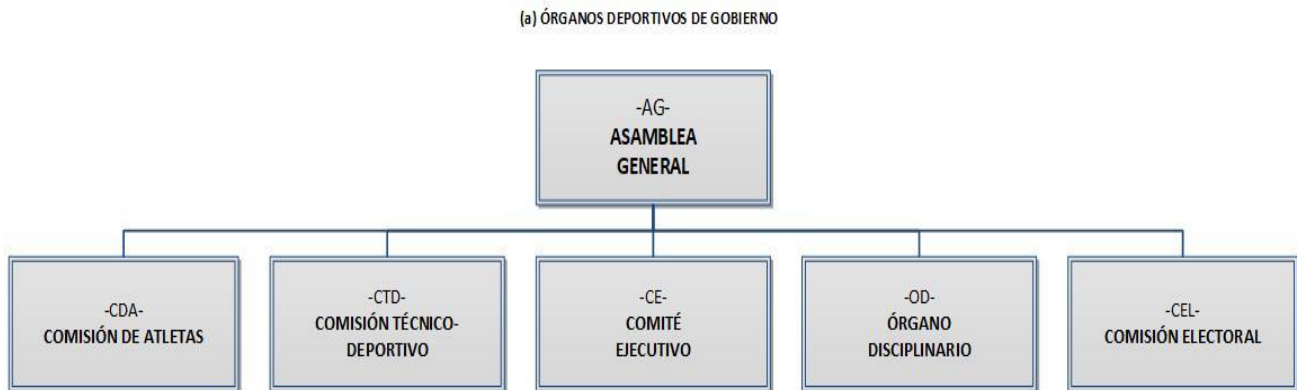 (a) ÓRGANOS DEPORTIVOS DE GOBIERNO
-AG-
ASAMBLEA
GENERAL
-CDA-
COMISIÓN DE ATLETAS
-CTD-
COMISIÓN TÉCNICO-
DEPORTIVO
-CE-
COMITÉ
EJECUTIVO
-OD-
ÓRGANO
DISCIPLINARIO
-CEL-
COMISIÓN ELECTORAL